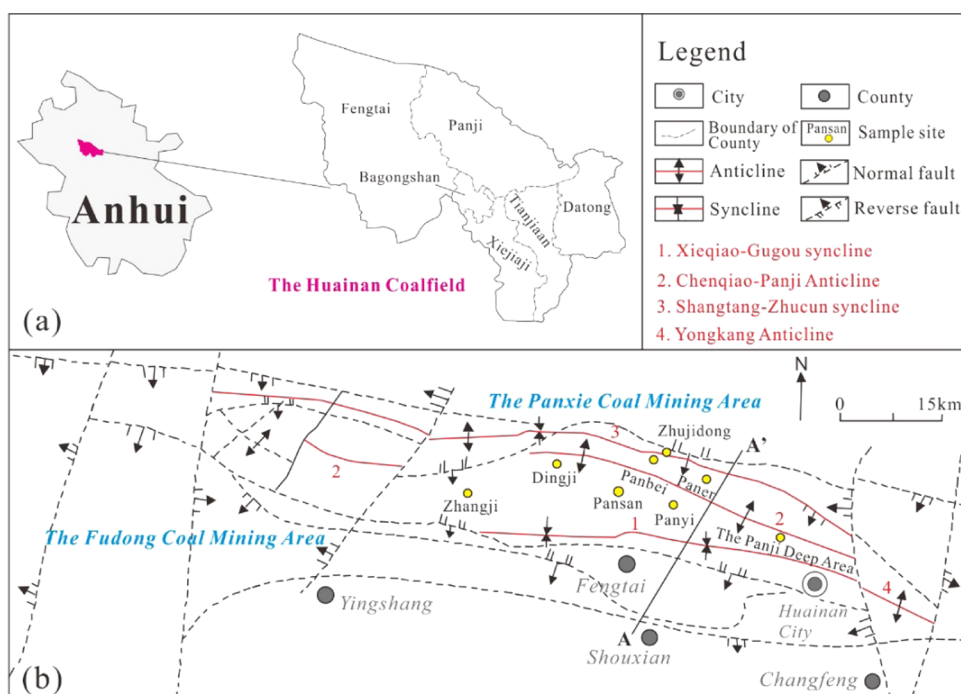 (a)
Anhui
The Huainan Coalfield
Fengtai
Panji
Bagongshan
Tianjiaan
Datong
Xiejiaji
Legend
City
County
Boundary of
County
Pansan
Sample site
Anticline
Normal fault
Syncline
Reverse fault
1. Xieqiao-Gugou syncline
2. Chenqiao-Panji Anticline
3. Shangtang-Zhucun syncline
4. Yongkang Anticline
(b)
The Panxie Coal Mining Area
N
0 15km
3
Zhujidong
A'
2
Dingji
Panbei
Paner
Zhangji
Pansan
Panyi
1
2
The Fudong Coal Mining Area
The Panji Deep Area
Fengtai
4
Yingshang
Huainan
City
A
Shouxian
Changfeng